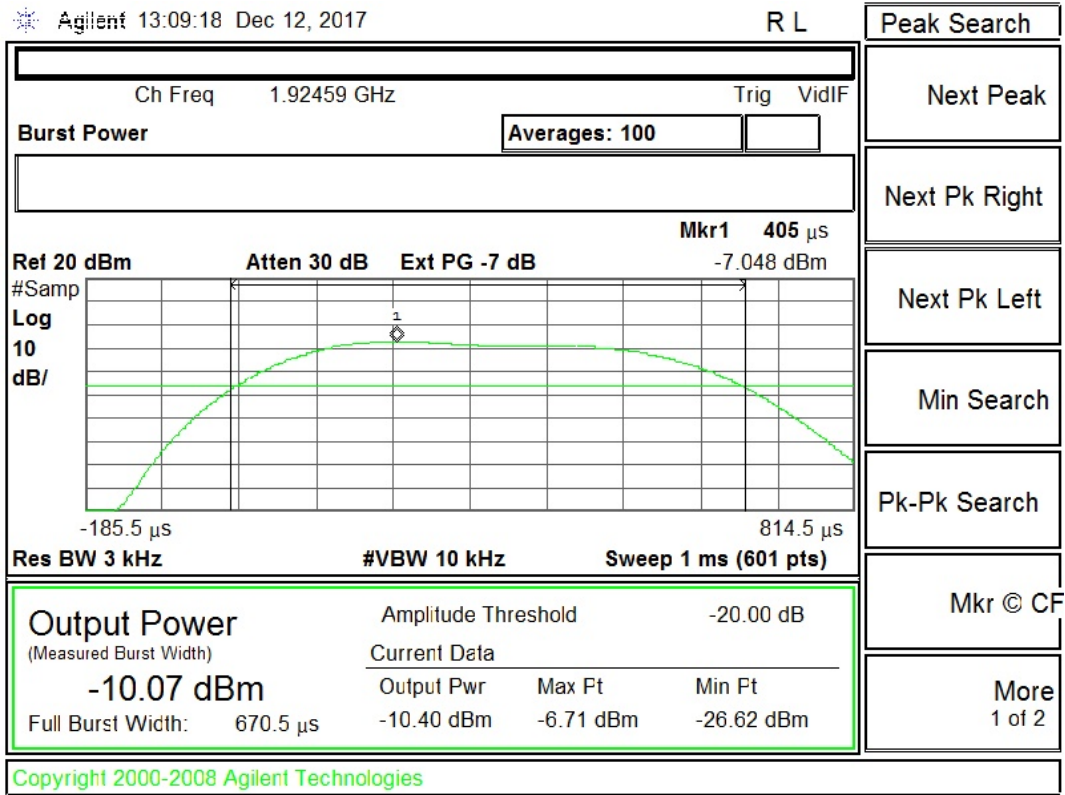 Agilent 13:09:18 Dec 12, 2017 R L
Peak Search
Ch Freq 1.92459 GHz Trig VidIF
Burst Power Averages: 100
Mkr1 405 µs
Ref 20 dBm Atten 30 dB Ext PG -7 dB -7.048 dBm
#Samp
Log
10
dB/
1
-185.5 µs 814.5 µs
Res BW 3 kHz #VBW 10 kHz Sweep 1 ms (601 pts)
Output Power
(Measured Burst Width)
-10.07 dBm
Full Burst Width: 670.5 µs
Amplitude Threshold -20.00 dB
Current Data
Output Pwr Max Pt Min Pt
-10.40 dBm -6.71 dBm -26.62 dBm
Next Peak
Next Pk Right
Next Pk Left
Min Search
Pk-Pk Search
Mkr © CF
More
1 of 2
Copyright 2000-2008 Agilent Technologies